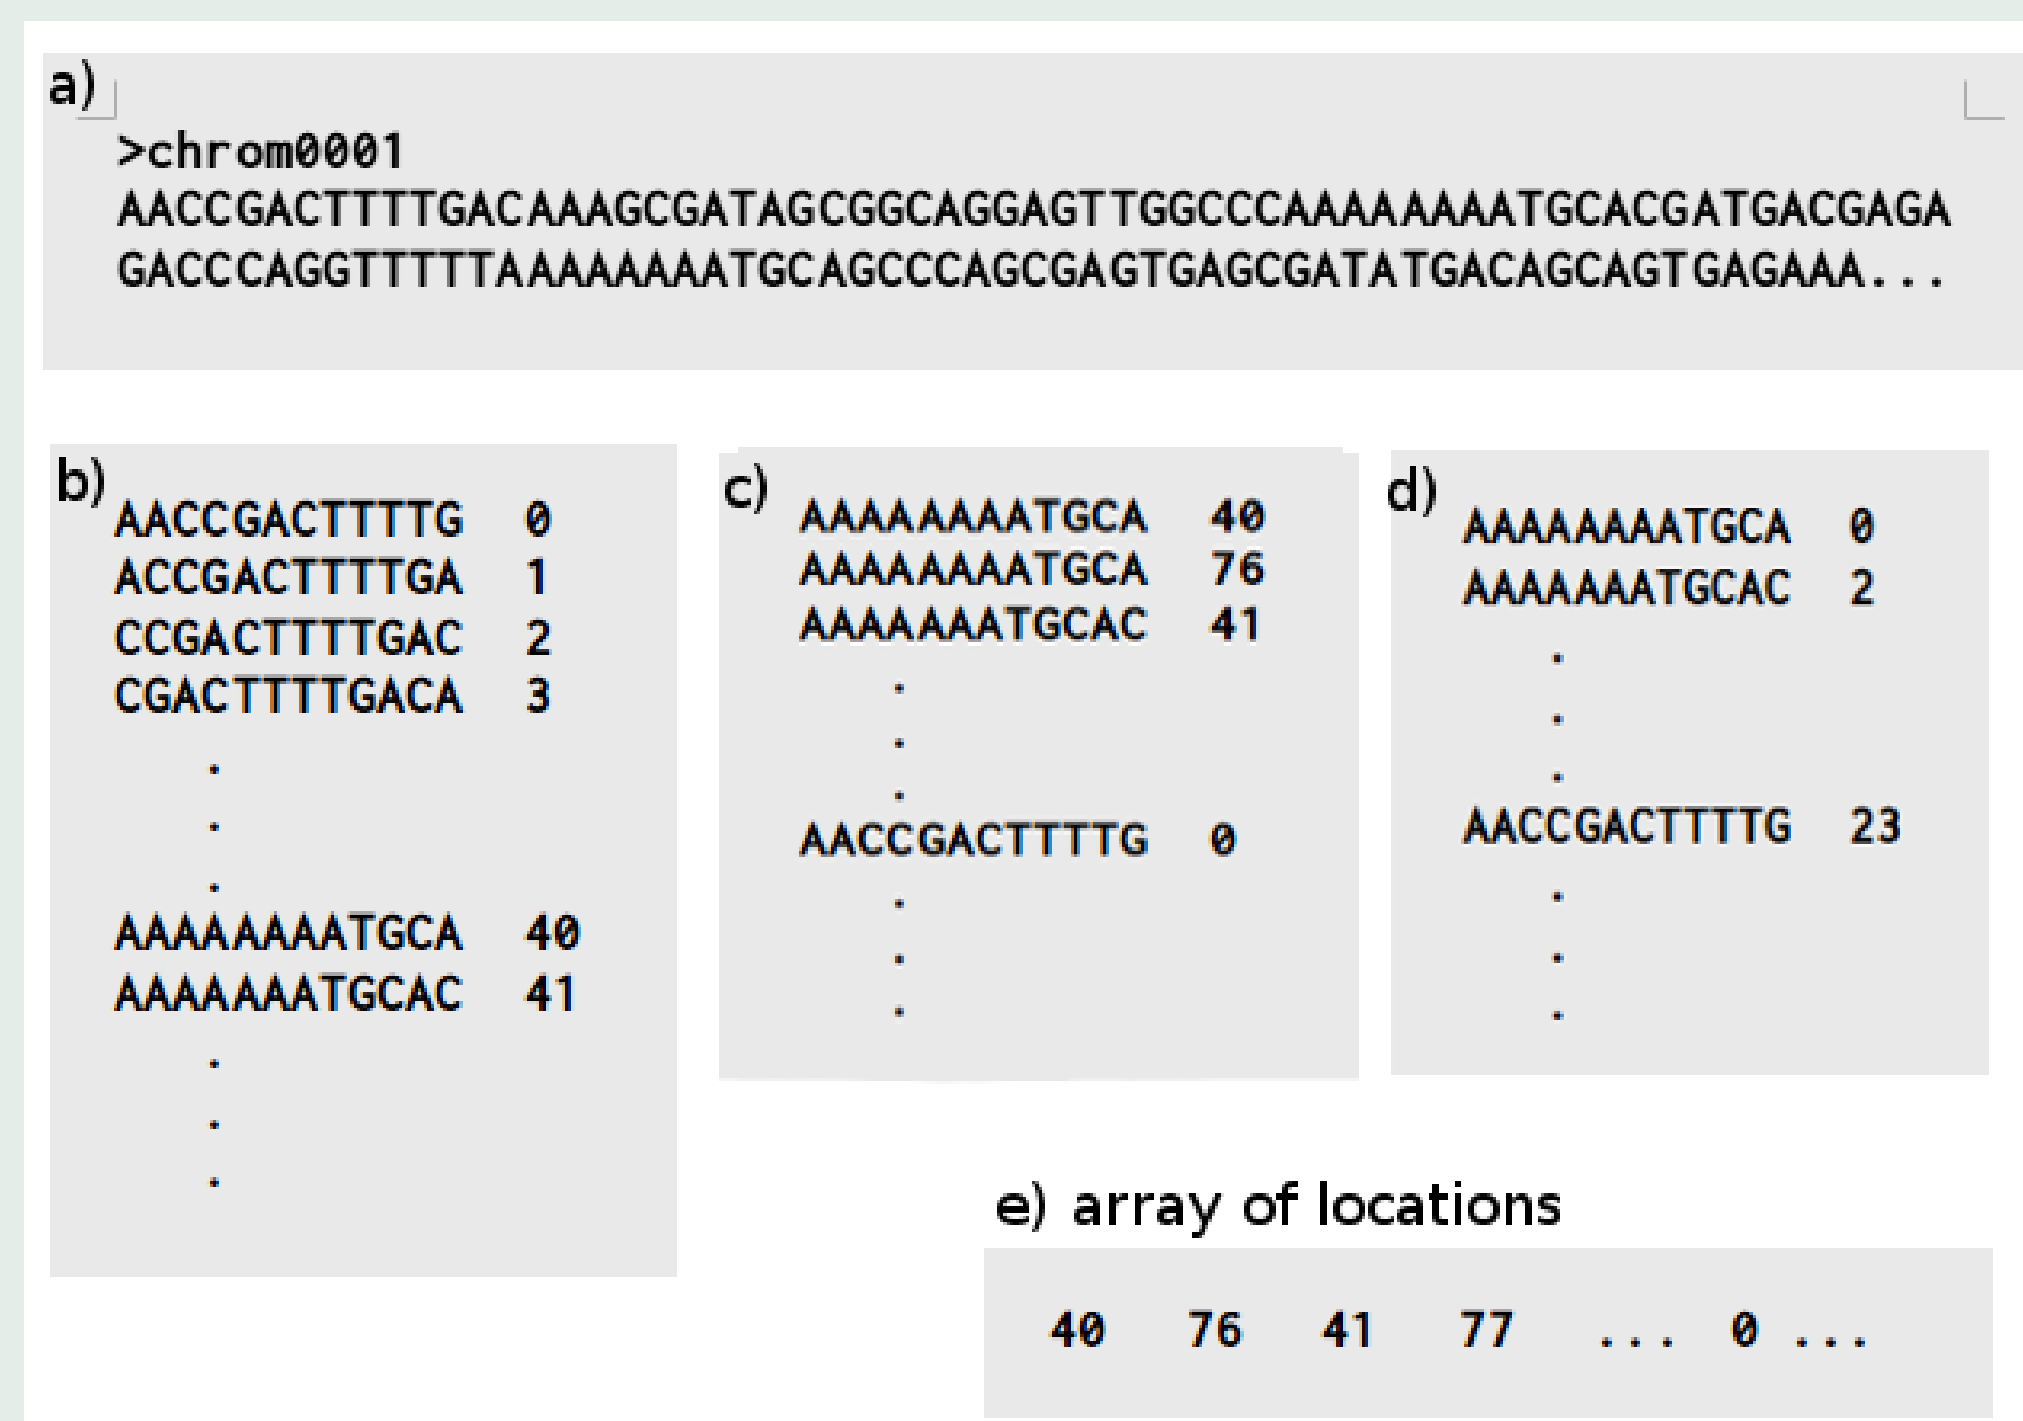 a)
>chrom0001
AACCGACTTTTGACAAAGCGATAGCGGCAGGAGTTGGCCCAAAAAAAATGCACGATGACGAGA
GACCCAGGTTTTTAAAAAAAATGCAGCCCAGCGAGTGAGCGATATGACAGCAGTGAGAAA...
b)
AACCGACTTTTG 0
ACCGACTTTTGA 1
CCGACTTTTGAC 2
CGACTTTTGACA 3
.
.
.
AAAAAAAATGCA 40
AAAAAAATGCAC 41
.
.
.
c)
AAAAAAAATGCA 40
AAAAAAAATGCA 76
AAAAAAATGCAC 41
.
.
.
AACCGACTTTTG 0
.
.
.
d)
AAAAAAAATGCA 0
AAAAAAATGCAC 2
.
.
.
AACCGACTTTTG 23
.
.
.
e) array of locations
40 76 41 77 ... 0 ...